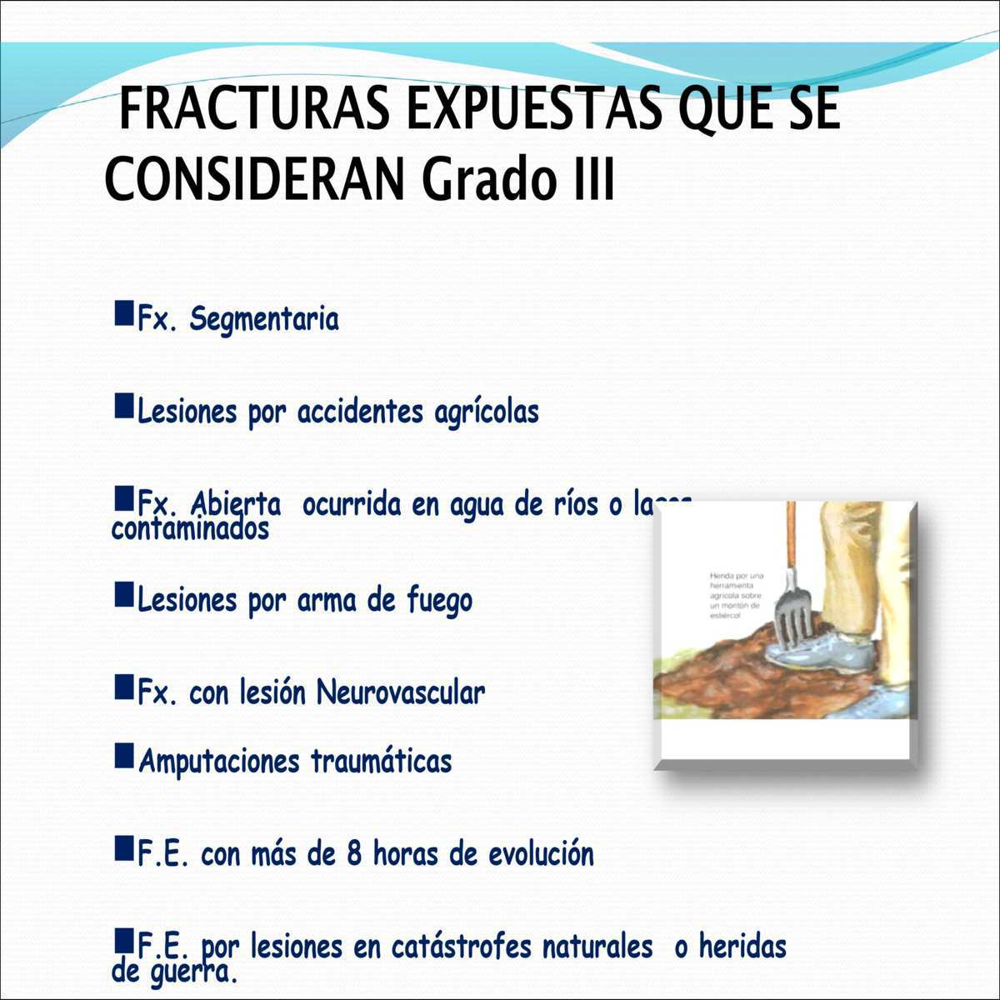 FRACTURAS EXPUESTAS QUE SE
CONSIDERAN Grado III
Fx. Segmentaria
Lesiones por accidentes agrícolas
Fx. Abierta ocurrida en agua de ríos o lagos
contaminados
Lesiones por arma de fuego
Herida por una
herramienta
agrícola sobre
un montón de
estiércol
Fx. con lesión Neurovascular
Amputaciones traumáticas
F.E. con más de 8 horas de evolución
F.E. por lesiones en catástrofes naturales o heridas
de guerra.